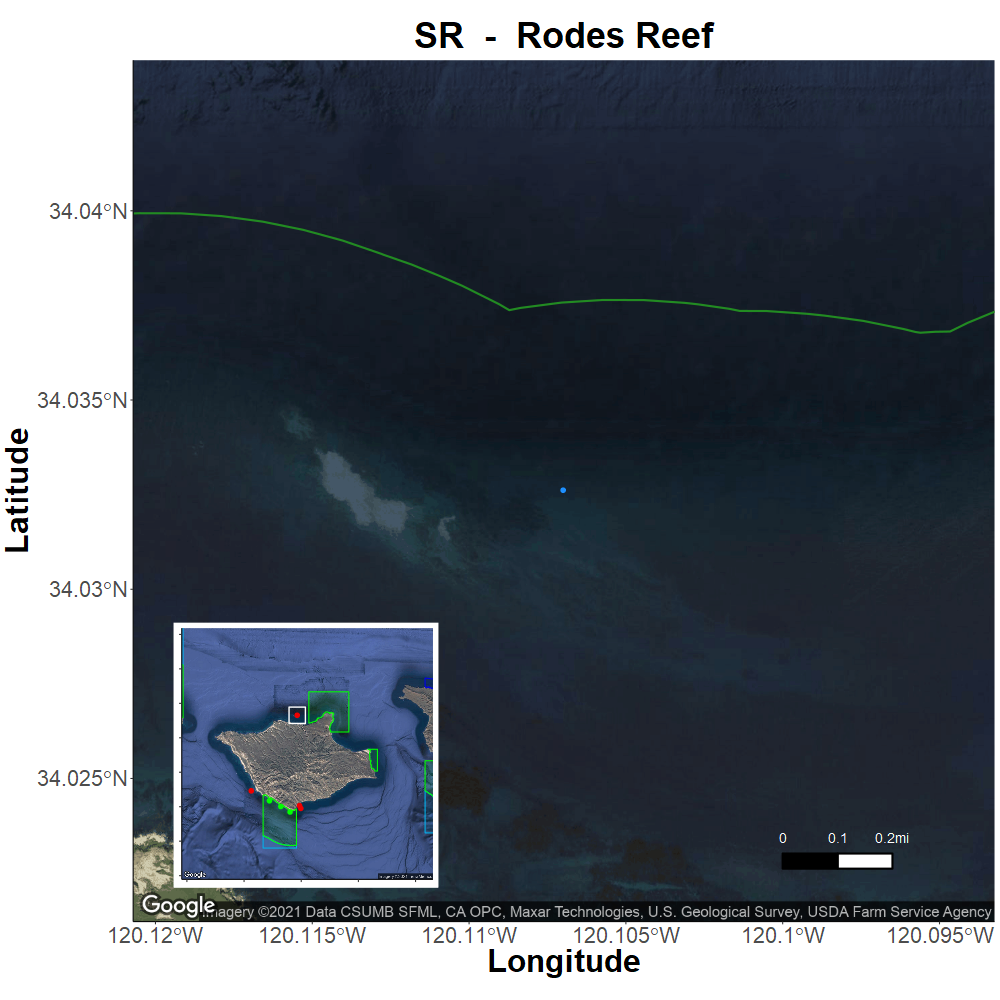 SR - Rodes Reef
34.04°N
34.035°N
34.03°N
34.025°N
Latitude
0 0.1 0.2mi
Google
Google
Imagery ©2021 Data CSUMB SFML, CA OPC, Maxar Technologies, U.S. Geological Survey, USDA Farm Service Agency
120.12°W 120.115°W 120.11°W 120.105°W 120.1°W 120.095°W
Longitude